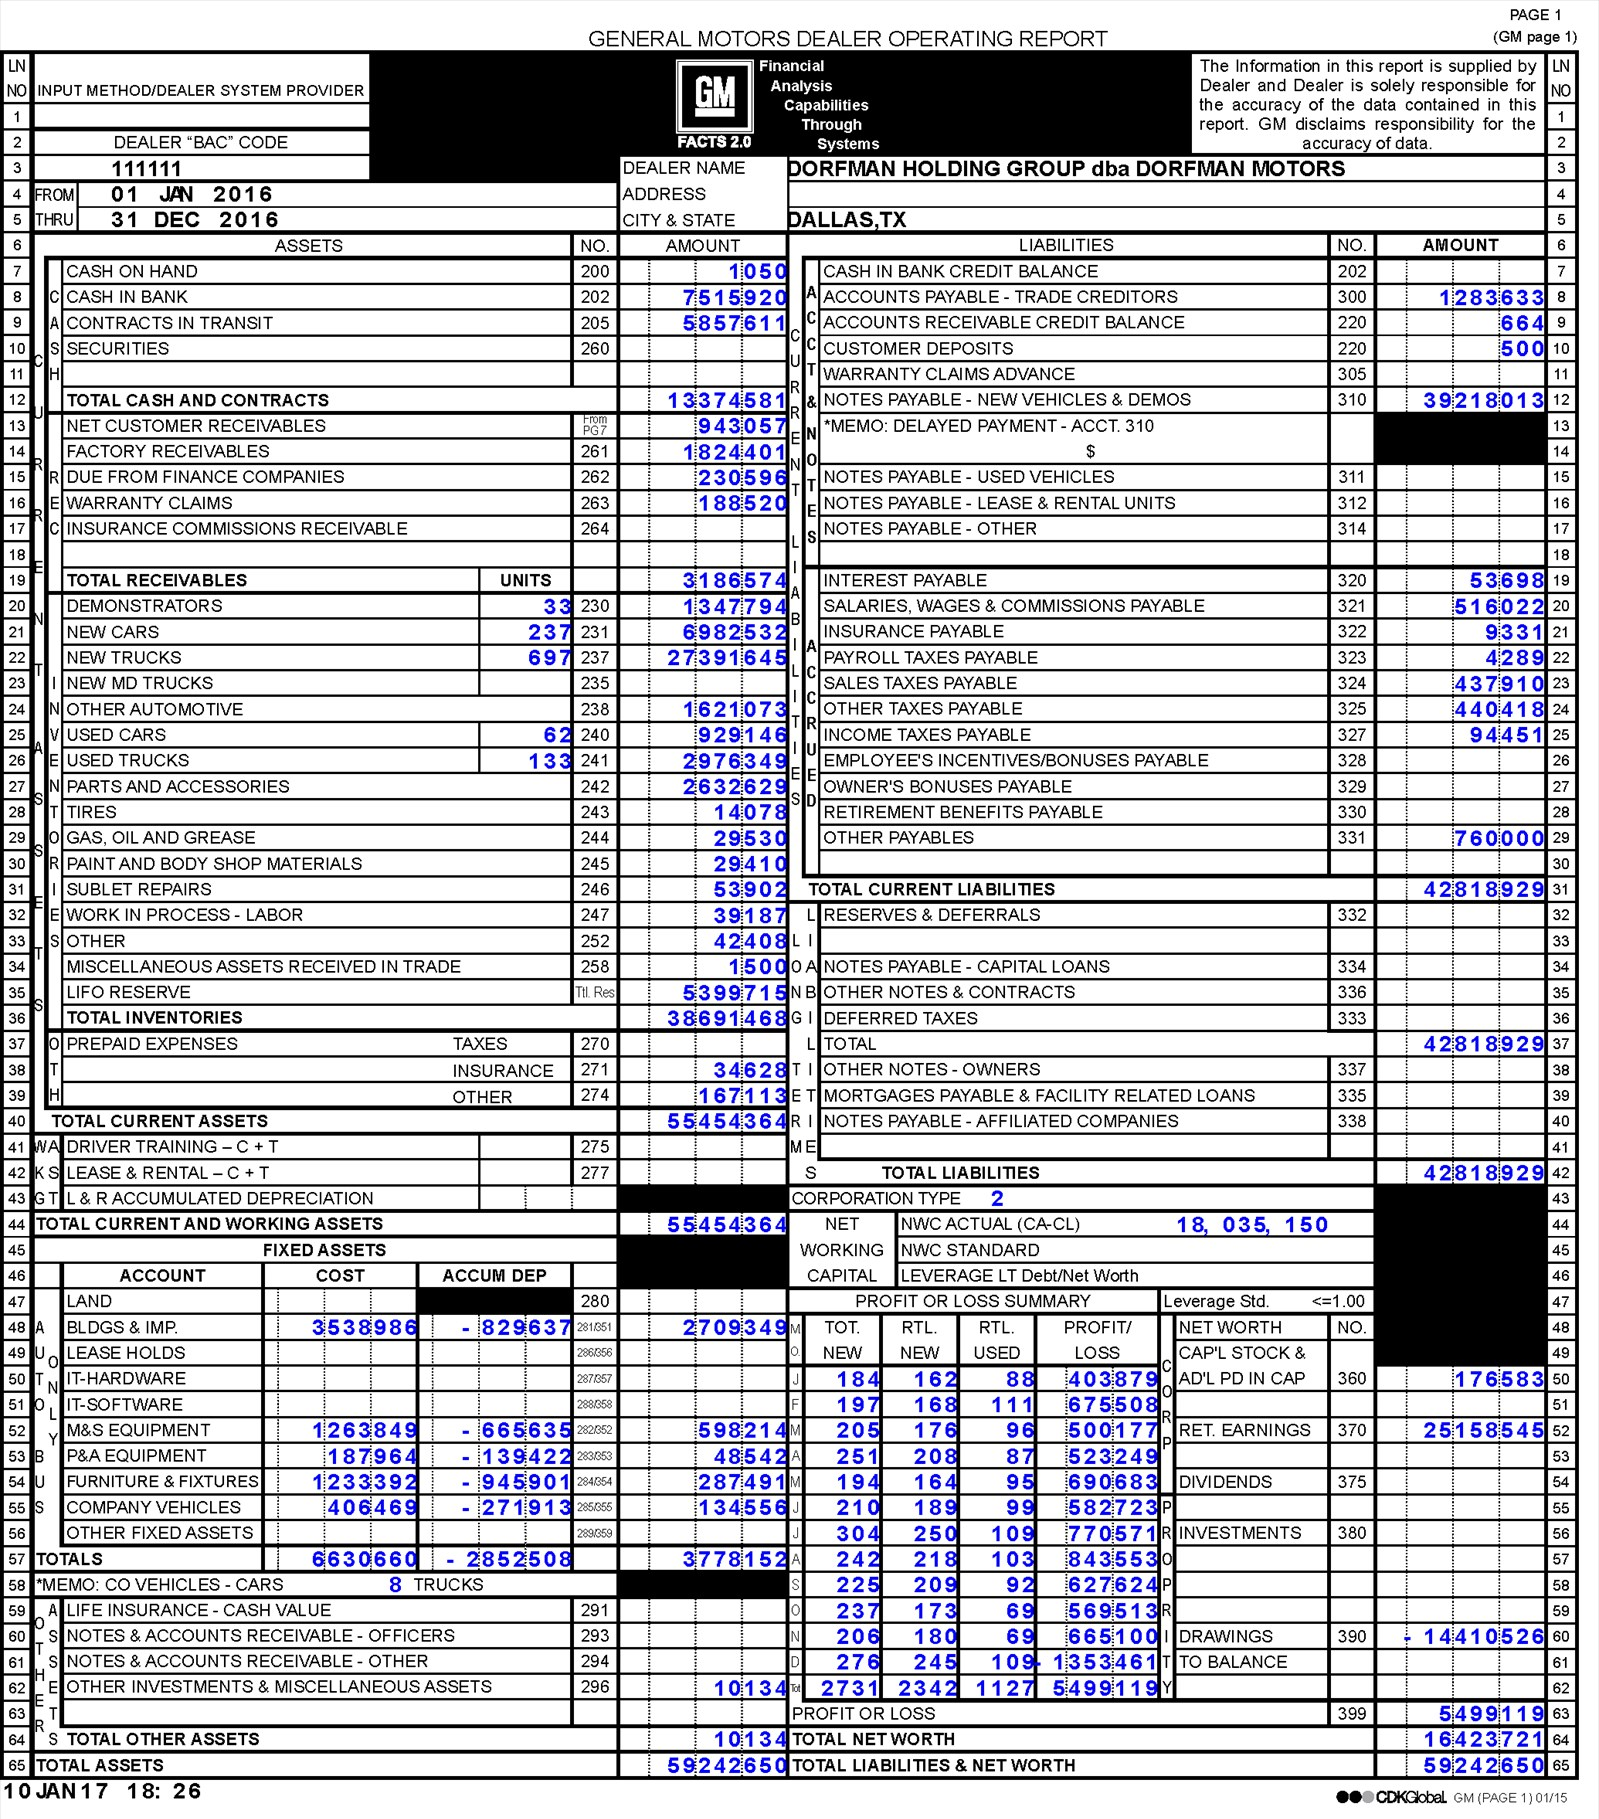 PAGE 1
GENERAL MOTORS DEALER OPERATING REPORT (GM page 1)
LN NO INPUT METHOD/DEALER SYSTEM PROVIDER GM Financial Analysis Capabilities Through Systems FACTS 2.0 LN NO
The Information in this report is supplied by
Dealer and Dealer is solely responsible for
the accuracy of the data contained in this
report. GM disclaims responsibility for the
accuracy of data.
1 1
2 DEALER “BAC” CODE 2
3 111111 DEALER NAME DORFMAN HOLDING GROUP dba DORFMAN MOTORS 3
4 FROM 01 JAN 2016 ADDRESS 4
5 THRU 31 DEC 2016 CITY & STATE DALLAS,TX 5
6 ASSETS NO. AMOUNT LIABILITIES NO. AMOUNT 6
7 CASH ON HAND 200 1050 CASH IN BANK CREDIT BALANCE 202 7
8 CASH IN BANK 202 7515920 ACCOUNTS PAYABLE - TRADE CREDITORS 300 1283633 8
9 CONTRACTS IN TRANSIT 205 5857611 ACCOUNTS RECEIVABLE CREDIT BALANCE 220 664 9
10 SECURITIES 260 CUSTOMER DEPOSITS 220 500 10
11 WARRANTY CLAIMS ADVANCE 305 11
12 TOTAL CASH AND CONTRACTS 13374581 NOTES PAYABLE - NEW VEHICLES & DEMOS 310 39218013 12
13 NET CUSTOMER RECEIVABLES From PG7 943057 *MEMO: DELAYED PAYMENT - ACCT. 310 13
14 FACTORY RECEIVABLES 261 1824401 $ 14
15 DUE FROM FINANCE COMPANIES 262 230596 NOTES PAYABLE - USED VEHICLES 311 15
16 WARRANTY CLAIMS 263 188520 NOTES PAYABLE - LEASE & RENTAL UNITS 312 16
17 INSURANCE COMMISSIONS RECEIVABLE 264 NOTES PAYABLE - OTHER 314 17
18 18
19 TOTAL RECEIVABLES UNITS 3186574 INTEREST PAYABLE 320 53698 19
20 DEMONSTRATORS 33 230 1347794 SALARIES, WAGES & COMMISSIONS PAYABLE 321 516022 20
21 NEW CARS 237 231 6982532 INSURANCE PAYABLE 322 9331 21
22 NEW TRUCKS 697 237 27391645 PAYROLL TAXES PAYABLE 323 4289 22
23 NEW MD TRUCKS 235 SALES TAXES PAYABLE 324 437910 23
24 OTHER AUTOMOTIVE 238 1621073 OTHER TAXES PAYABLE 325 440418 24
25 USED CARS 62 240 929146 INCOME TAXES PAYABLE 327 94451 25
26 USED TRUCKS 133 241 2976349 EMPLOYEE'S INCENTIVES/BONUSES PAYABLE 328 26
27 PARTS AND ACCESSORIES 242 2632629 OWNER'S BONUSES PAYABLE 329 27
28 TIRES 243 14078 RETIREMENT BENEFITS PAYABLE 330 28
29 GAS, OIL AND GREASE 244 29530 OTHER PAYABLES 331 760000 29
30 PAINT AND BODY SHOP MATERIALS 245 29410 30
31 SUBLET REPAIRS 246 53902 TOTAL CURRENT LIABILITIES 42818929 31
32 WORK IN PROCESS - LABOR 247 39187 RESERVES & DEFERRALS 332 32
33 OTHER 252 42408 33
34 MISCELLANEOUS ASSETS RECEIVED IN TRADE 258 1500 NOTES PAYABLE - CAPITAL LOANS 334 34
35 LIFO RESERVE Ttl. Res 5399715 OTHER NOTES & CONTRACTS 336 35
36 TOTAL INVENTORIES 38691468 DEFERRED TAXES 333 36
37 PREPAID EXPENSES TAXES 270 TOTAL 42818929 37
38 INSURANCE 271 34628 OTHER NOTES - OWNERS 337 38
39 OTHER 274 167113 MORTGAGES PAYABLE & FACILITY RELATED LOANS 335 39
40 TOTAL CURRENT ASSETS 55454364 NOTES PAYABLE - AFFILIATED COMPANIES 338 40
41 DRIVER TRAINING – C + T 275 41
42 LEASE & RENTAL – C + T 277 TOTAL LIABILITIES 42818929 42
43 L & R ACCUMULATED DEPRECIATION CORPORATION TYPE 2 43
44 TOTAL CURRENT AND WORKING ASSETS 55454364 NET NWC ACTUAL (CA-CL) 18, 035, 150 44
45 FIXED ASSETS WORKING NWC STANDARD 45
46 ACCOUNT COST ACCUM DEP CAPITAL LEVERAGE LT Debt/Net Worth 46
47 LAND 280 PROFIT OR LOSS SUMMARY Leverage Std. <=1.00 47
48 BLDGS & IMP. 3538986 - 829637 281/351 2709349 MO. TOT. RTL. RTL. PROFIT/ NET WORTH NO. 48
49 LEASE HOLDS 286/356 NEW NEW USED LOSS CAP'L STOCK & 49
50 IT-HARDWARE 287/357 J 184 162 88 403879 AD'L PD IN CAP 360 176583 50
51 IT-SOFTWARE 288/358 F 197 168 111 675508 51
52 M&S EQUIPMENT 1263849 - 665635 282/352 598214 M 205 176 96 500177 RET. EARNINGS 370 25158545 52
53 P&A EQUIPMENT 187964 - 139422 283/353 48542 A 251 208 87 523249 53
54 FURNITURE & FIXTURES 1233392 - 945901 284/354 287491 M 194 164 95 690683 DIVIDENDS 375 54
55 COMPANY VEHICLES 406469 - 271913 285/355 134556 J 210 189 99 582723 55
56 OTHER FIXED ASSETS 289/359 J 304 250 109 770571 INVESTMENTS 380 56
57 TOTALS 6630660 - 2852508 3778152 A 242 218 103 843553 57
58 *MEMO: CO VEHICLES - CARS 8 TRUCKS S 225 209 92 627624 58
59 LIFE INSURANCE - CASH VALUE 291 O 237 173 69 569513 59
60 NOTES & ACCOUNTS RECEIVABLE - OFFICERS 293 N 206 180 69 665100 DRAWINGS 390 - 14410526 60
61 NOTES & ACCOUNTS RECEIVABLE - OTHER 294 D 276 245 109 - 1353461 TO BALANCE 61
62 OTHER INVESTMENTS & MISCELLANEOUS ASSETS 296 10134 Tot 2731 2342 1127 5499119 62
63 PROFIT OR LOSS 399 5499119 63
64 TOTAL OTHER ASSETS 10134 TOTAL NET WORTH 16423721 64
65 TOTAL ASSETS 59242650 TOTAL LIABILITIES & NET WORTH 59242650 65
CURRENT ASSETS
CASH
REC
INVENTORIES
OTH
WKG ASTS
AUTO BUS ONLY
OTHER ASSETS
CURRENT LIABILITIES
ACCT & NOTES
ACCRUED
LONG TERM
LIABILITIES
CORP
PROPRITY
10 JAN 17 18: 26
CDKGlobal GM (PAGE 1) 01/15